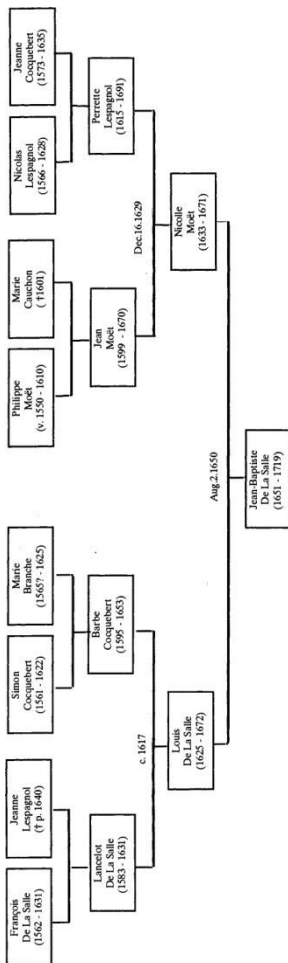 François
De La Salle
(1562 - 1631)
Jeanne
Lespagnol
(† p. 1640)
Simon
Cocquebert
(1561 - 1622)
Marie
Branche
(1565? - 1625)
Philippe
Moët
(v. 1550 - 1610)
Marie
Cauchon
( †1601)
Nicolas
Lespagnol
(1566 - 1628)
Jeanne
Cocquebert
(1573 - 1635)
Lancelot
De La Salle
(1583 - 1631)
Barbe
Cocquebert
(1595 - 1653)
Jean
Moët
(1599 - 1670)
Perrette
Lespagnol
(1615 - 1691)
c. 1617
Dec.16.1629
Louis
De La Salle
(1625 - 1672)
Nicolle
Moët
(1633 - 1671)
Aug.2.1650
Jean-Baptiste
De La Salle
(1651 - 1719)